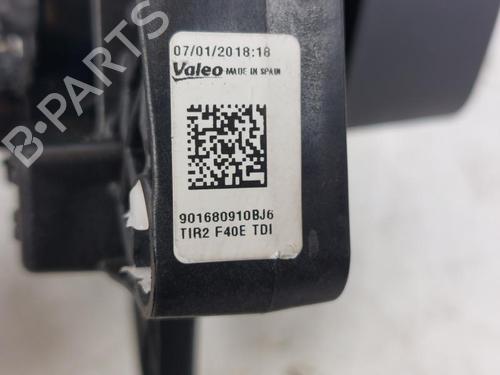 07/01/2018:18
Valeo MADE IN SPAIN
901680910BJ6
TIR2 F40E TDI
B-PARTS